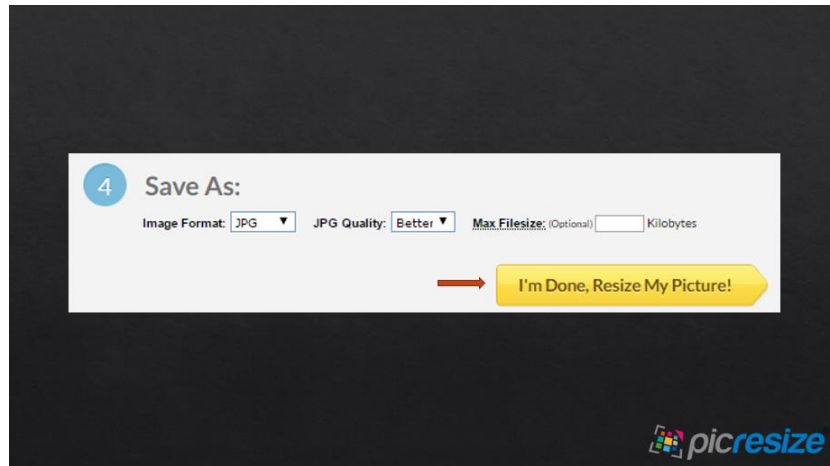 4 Save As:
Image Format: JPG JPG Quality: Better Max Filesize: (Optional) Kilobytes
I'm Done, Resize My Picture!
picresize